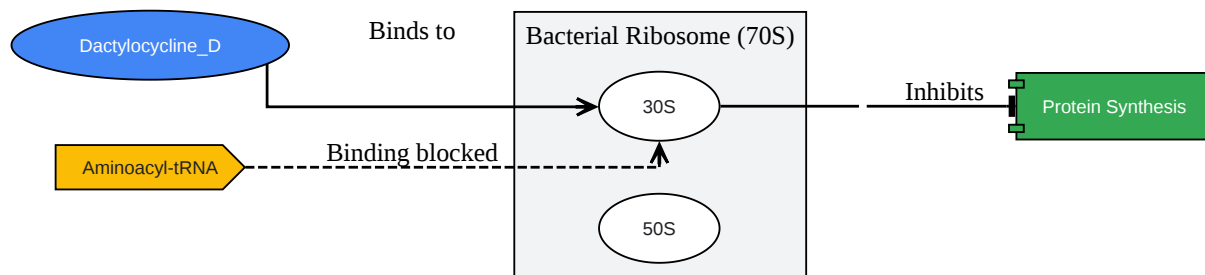 Dactylocycline_D
Binds to
Bacterial Ribosome (70S)
30S
Inhibits
Protein Synthesis
Aminoacyl-tRNA
Binding blocked
50S